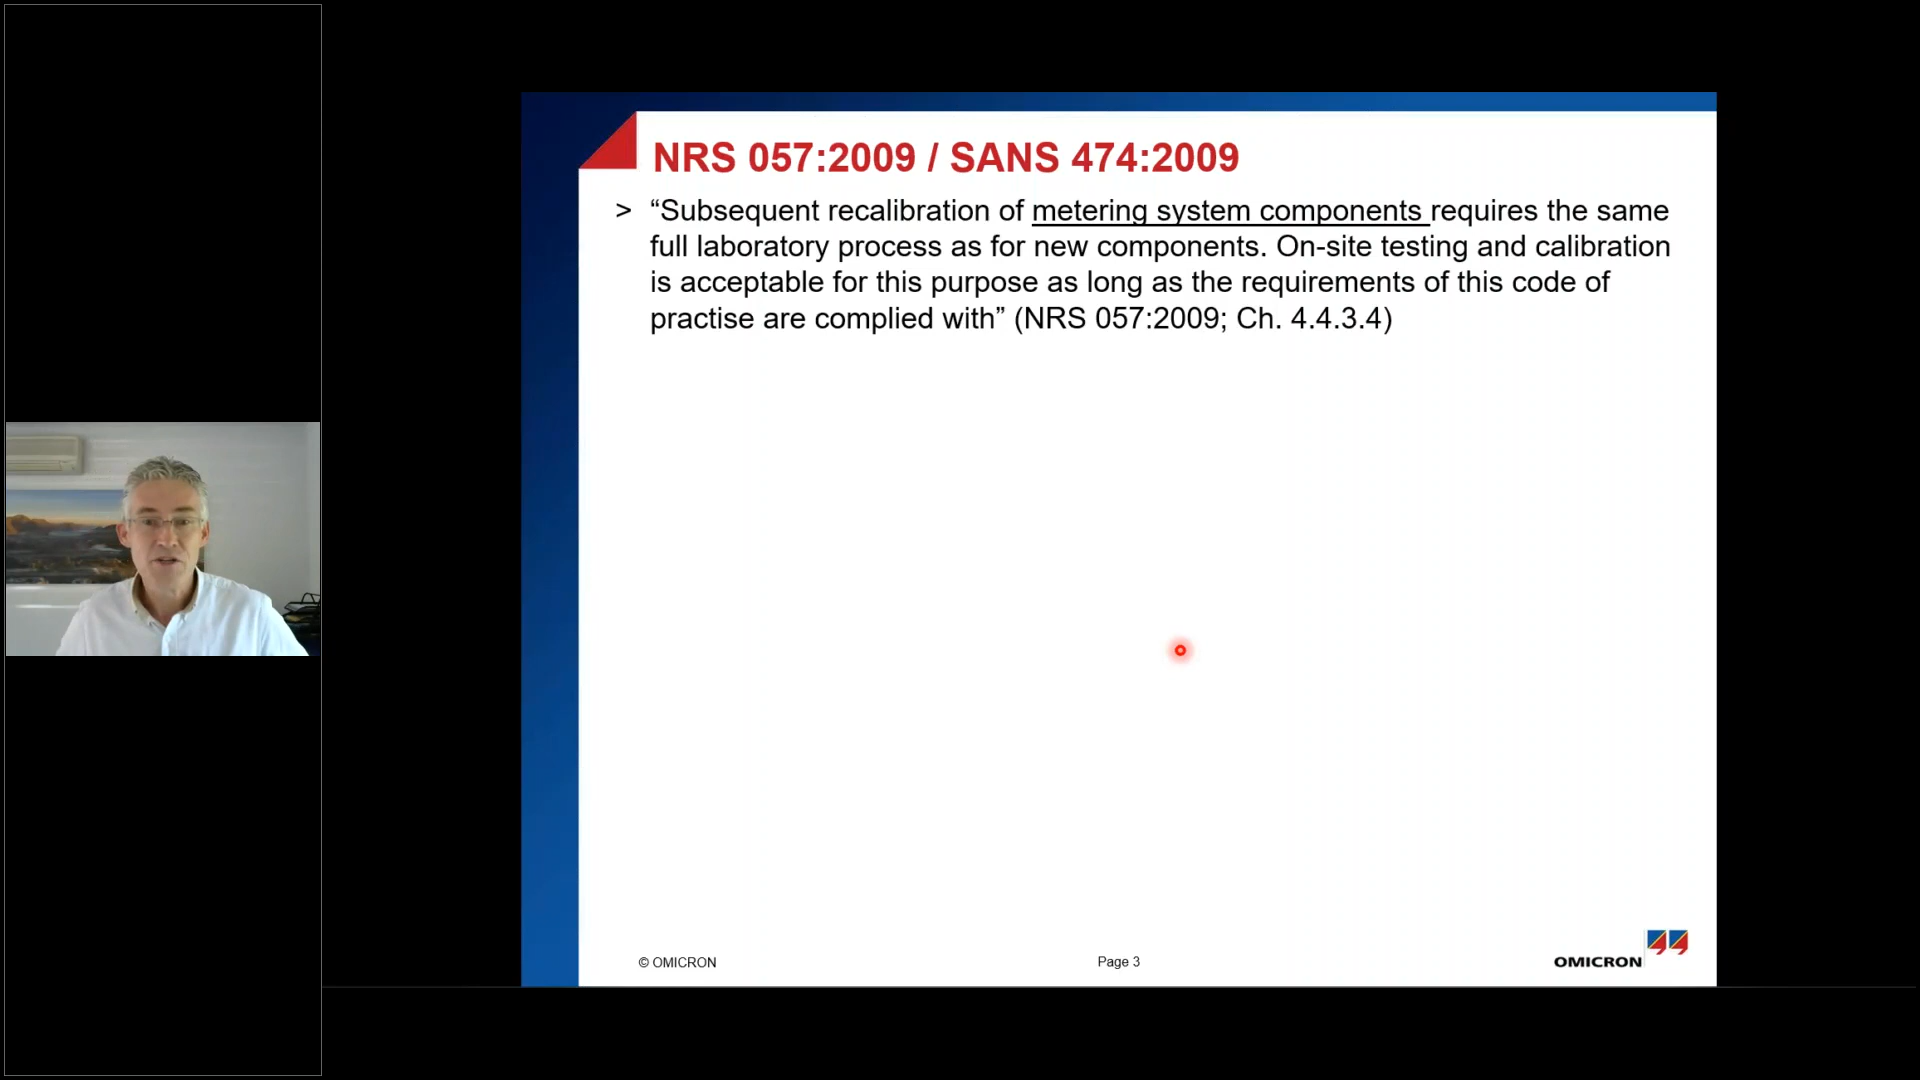 NRS 057:2009 / SANS 474:2009
> “Subsequent recalibration of metering system components requires the same
full laboratory process as for new components. On-site testing and calibration
is acceptable for this purpose as long as the requirements of this code of
practise are complied with” (NRS 057:2009; Ch. 4.4.3.4)
© OMICRON
Page 3
OMICRON